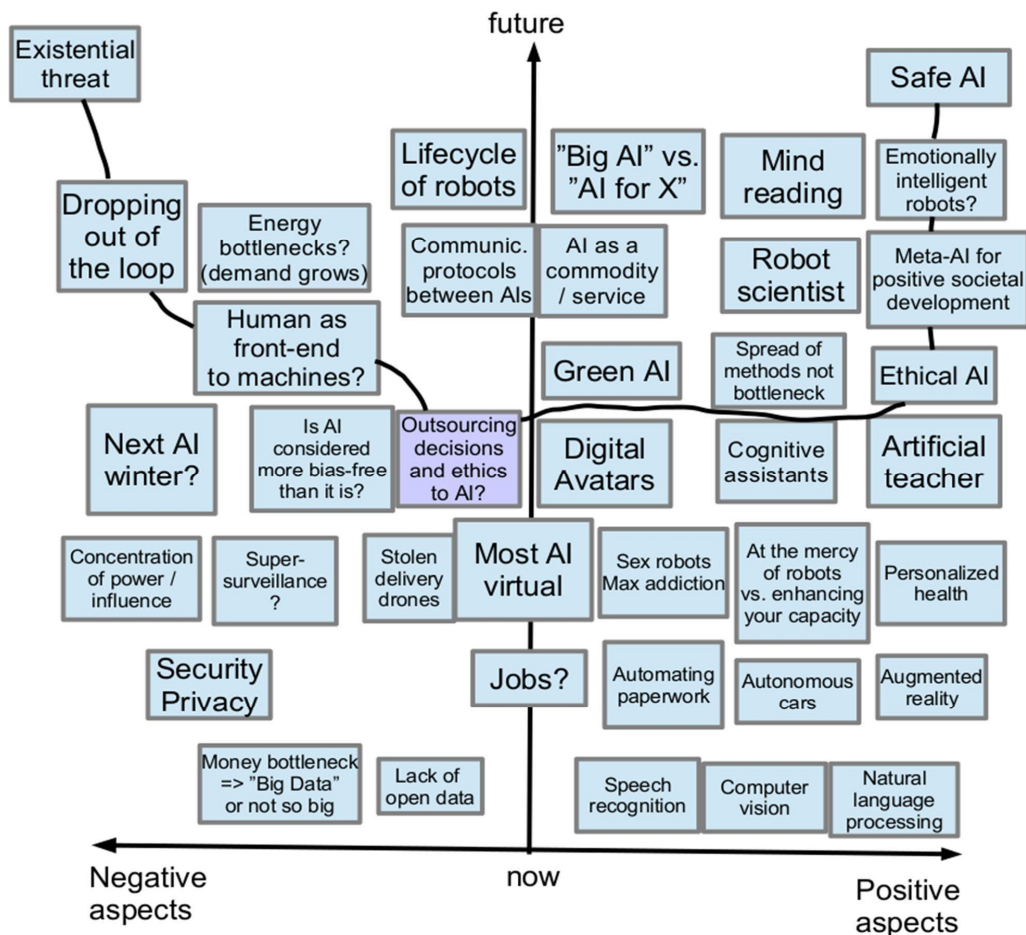 future
Existential
threat
Safe AI
Lifecycle
of robots
"Big AI" vs.
"AI for X"
Mind
reading
Emotionally
intelligent
robots?
Dropping
out of
the loop
Energy
bottlenecks?
(demand grows)
Communic.
protocols
between AIs
AI as a
commodity
/ service
Robot
scientist
Meta-AI for
positive societal
development
Human as
front-end
to machines?
Green AI
Spread of
methods not
bottleneck
Ethical AI
Next AI
winter?
Is AI
considered
more bias-free
than it is?
Outsourcing
decisions
and ethics
to AI?
Digital
Avatars
Cognitive
assistants
Artificial
teacher
Concentration
of power /
influence
Super-
surveillance
?
Stolen
delivery
drones
Most AI
virtual
Sex robots
Max addiction
At the mercy
of robots
vs. enhancing
your capacity
Personalized
health
Security
Privacy
Jobs?
Automating
paperwork
Autonomous
cars
Augmented
reality
Money bottleneck
=> "Big Data"
or not so big
Lack of
open data
Speech
recognition
Computer
vision
Natural
language
processing
Negative
aspects
now
Positive
aspects